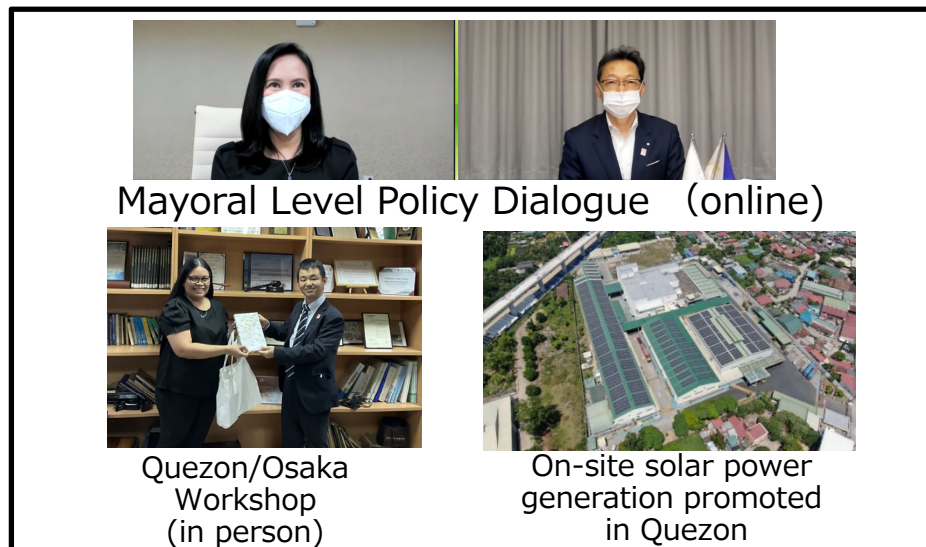 Mayoral Level Policy Dialogue （online)
Quezon/Osaka
Workshop
(in person)
On-site solar power
generation promoted
in Quezon